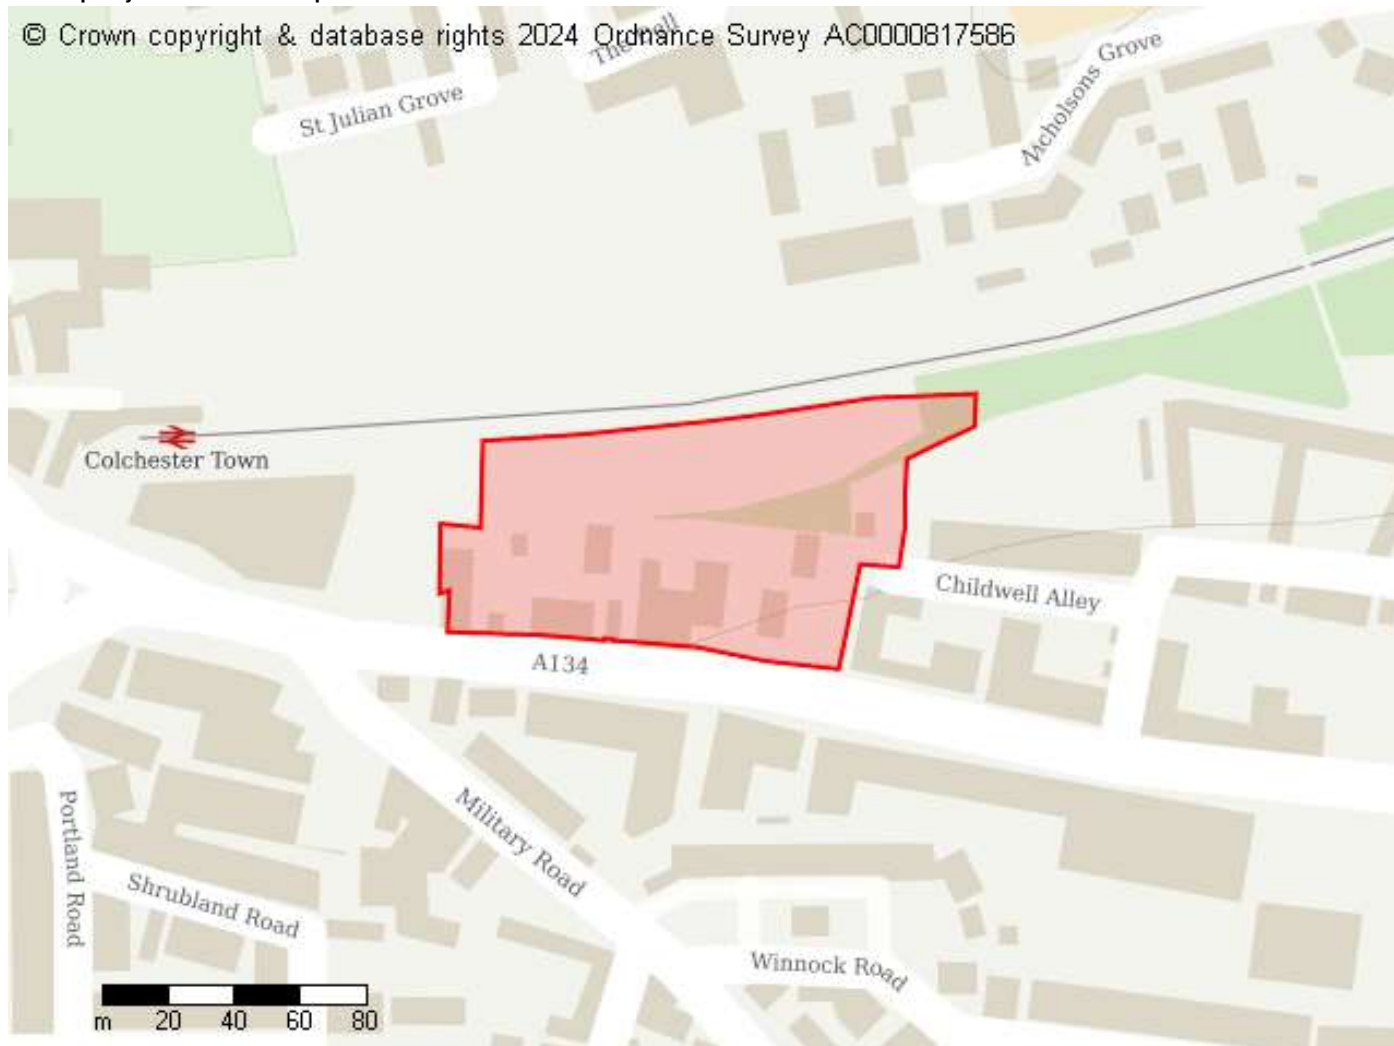 © Crown copyright & database rights 2024 Ordnance Survey AC0000817586
St Julian Grove
Nicholsons Grove
Colchester Town
Childwell Alley
A134
Military Road
Portland Road
Shrubland Road
Winnock Road
m 20 40 60 80